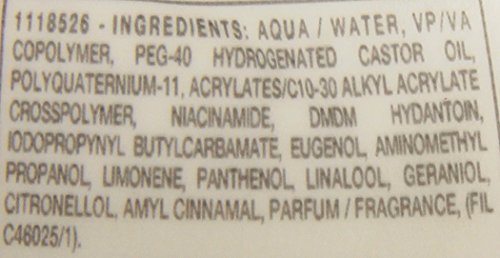 1118526 - INGREDIENTS: AQUA / WATER, VP/VA
COPOLYMER, PEG-40 HYDROGENATED CASTOR OIL,
POLYQUATERNIUM-11, ACRYLATES/C10-30 ALKYL ACRYLATE
CROSSPOLYMER, NIACINAMIDE, DMDM HYDANTOIN,
IODOPROPYNYL BUTYLCARBAMATE, EUGENOL, AMINOMETHYL
PROPANOL, LIMONENE, PANTHENOL, LINALOOL, GERANIOL,
CITRONELLOL, AMYL CINNAMAL, PARFUM / FRAGRANCE, (FIL
C46025/1).